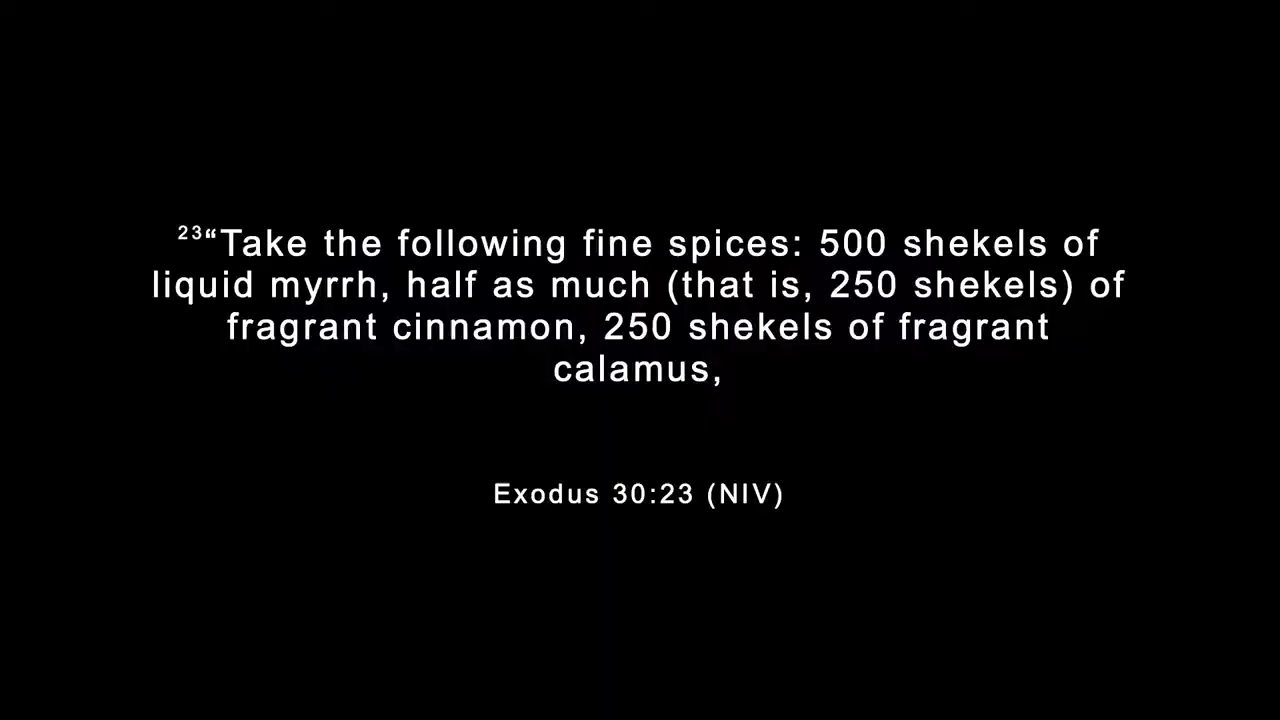 ²³“Take the following fine spices: 500 shekels of
liquid myrrh, half as much (that is, 250 shekels) of
fragrant cinnamon, 250 shekels of fragrant
calamus,
Exodus 30:23 (NIV)